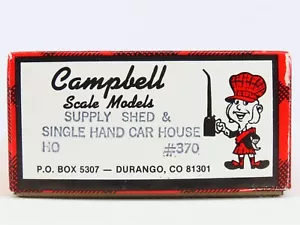 Campbell
Scale Models
SUPPLY SHED &
SINGLE HAND CAR HOUSE
HO #370
P.O. BOX 5307 — DURANGO, CO 81301